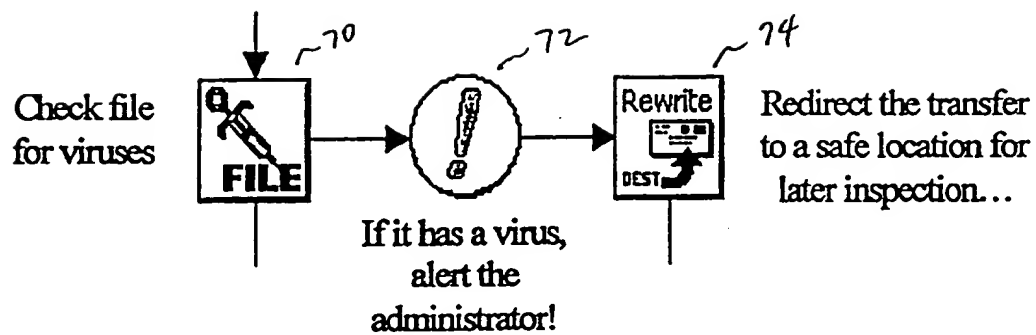 70
72
74
Check file
for viruses
Q
FILE
!
e
Rewrite
DEST
Redirect the transfer
to a safe location for
later inspection...
If it has a virus,
alert the
administrator!